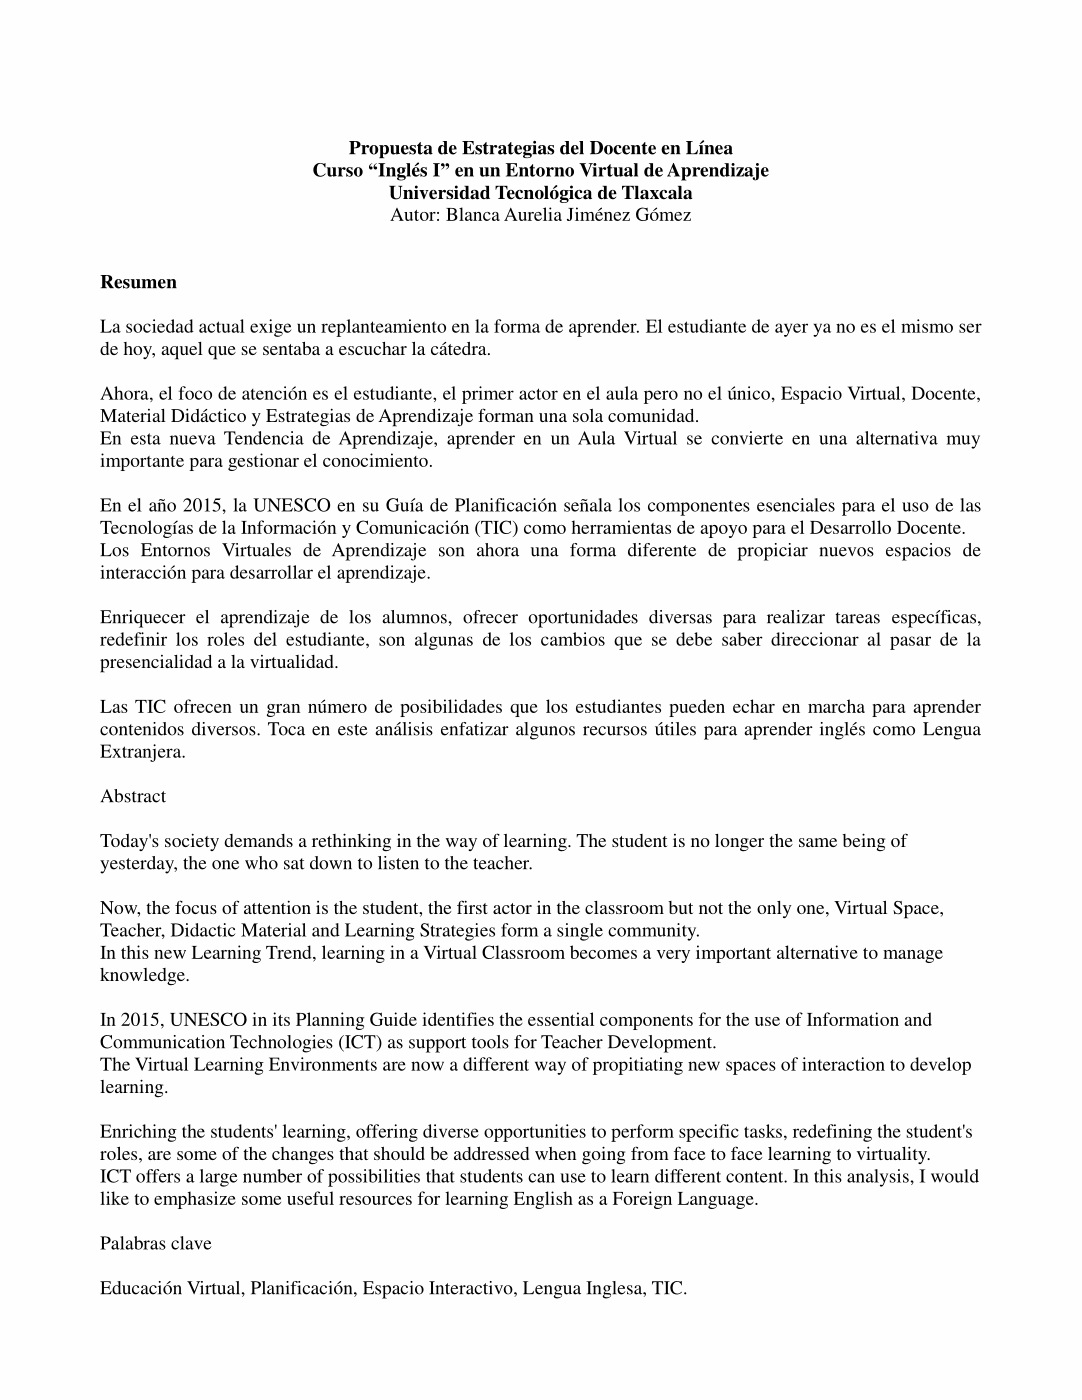 Propuesta de Estrategias del Docente en Línea
Curso “Inglés I” en un Entorno Virtual de Aprendizaje
Universidad Tecnológica de Tlaxcala
Autor: Blanca Aurelia Jiménez Gómez
Resumen
La sociedad actual exige un replanteamiento en la forma de aprender. El estudiante de ayer ya no es el mismo ser
de hoy, aquel que se sentaba a escuchar la cátedra.
Ahora, el foco de atención es el estudiante, el primer actor en el aula pero no el único, Espacio Virtual, Docente,
Material Didáctico y Estrategias de Aprendizaje forman una sola comunidad.
En esta nueva Tendencia de Aprendizaje, aprender en un Aula Virtual se convierte en una alternativa muy
importante para gestionar el conocimiento.
En el año 2015, la UNESCO en su Guía de Planificación señala los componentes esenciales para el uso de las
Tecnologías de la Información y Comunicación (TIC) como herramientas de apoyo para el Desarrollo Docente.
Los Entornos Virtuales de Aprendizaje son ahora una forma diferente de propiciar nuevos espacios de
interacción para desarrollar el aprendizaje.
Enriquecer el aprendizaje de los alumnos, ofrecer oportunidades diversas para realizar tareas específicas,
redefinir los roles del estudiante, son algunas de los cambios que se debe saber direccionar al pasar de la
presencialidad a la virtualidad.
Las TIC ofrecen un gran número de posibilidades que los estudiantes pueden echar en marcha para aprender
contenidos diversos. Toca en este análisis enfatizar algunos recursos útiles para aprender inglés como Lengua
Extranjera.
Abstract
Today's society demands a rethinking in the way of learning. The student is no longer the same being of
yesterday, the one who sat down to listen to the teacher.
Now, the focus of attention is the student, the first actor in the classroom but not the only one, Virtual Space,
Teacher, Didactic Material and Learning Strategies form a single community.
In this new Learning Trend, learning in a Virtual Classroom becomes a very important alternative to manage
knowledge.
In 2015, UNESCO in its Planning Guide identifies the essential components for the use of Information and
Communication Technologies (ICT) as support tools for Teacher Development.
The Virtual Learning Environments are now a different way of propitiating new spaces of interaction to develop
learning.
Enriching the students' learning, offering diverse opportunities to perform specific tasks, redefining the student's
roles, are some of the changes that should be addressed when going from face to face learning to virtuality.
ICT offers a large number of possibilities that students can use to learn different content. In this analysis, I would
like to emphasize some useful resources for learning English as a Foreign Language.
Palabras clave
Educación Virtual, Planificación, Espacio Interactivo, Lengua Inglesa, TIC.